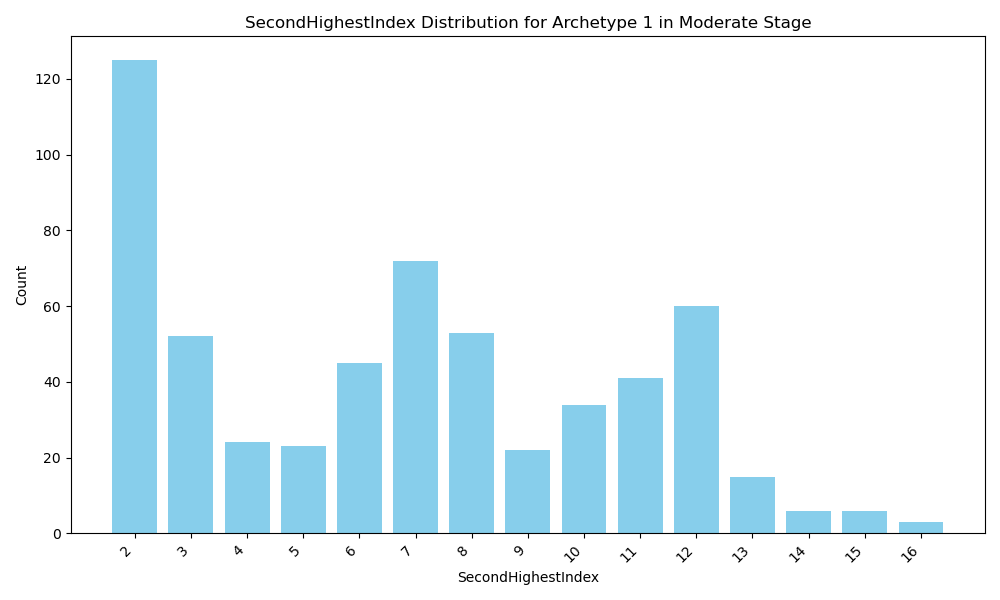 SecondHighestIndex Distribution for Archetype 1 in Moderate Stage
120
100
80
60
40
20
0
Count
2 3 4 5 6 7 8 9 10 11 12 13 14 15 16
SecondHighestIndex